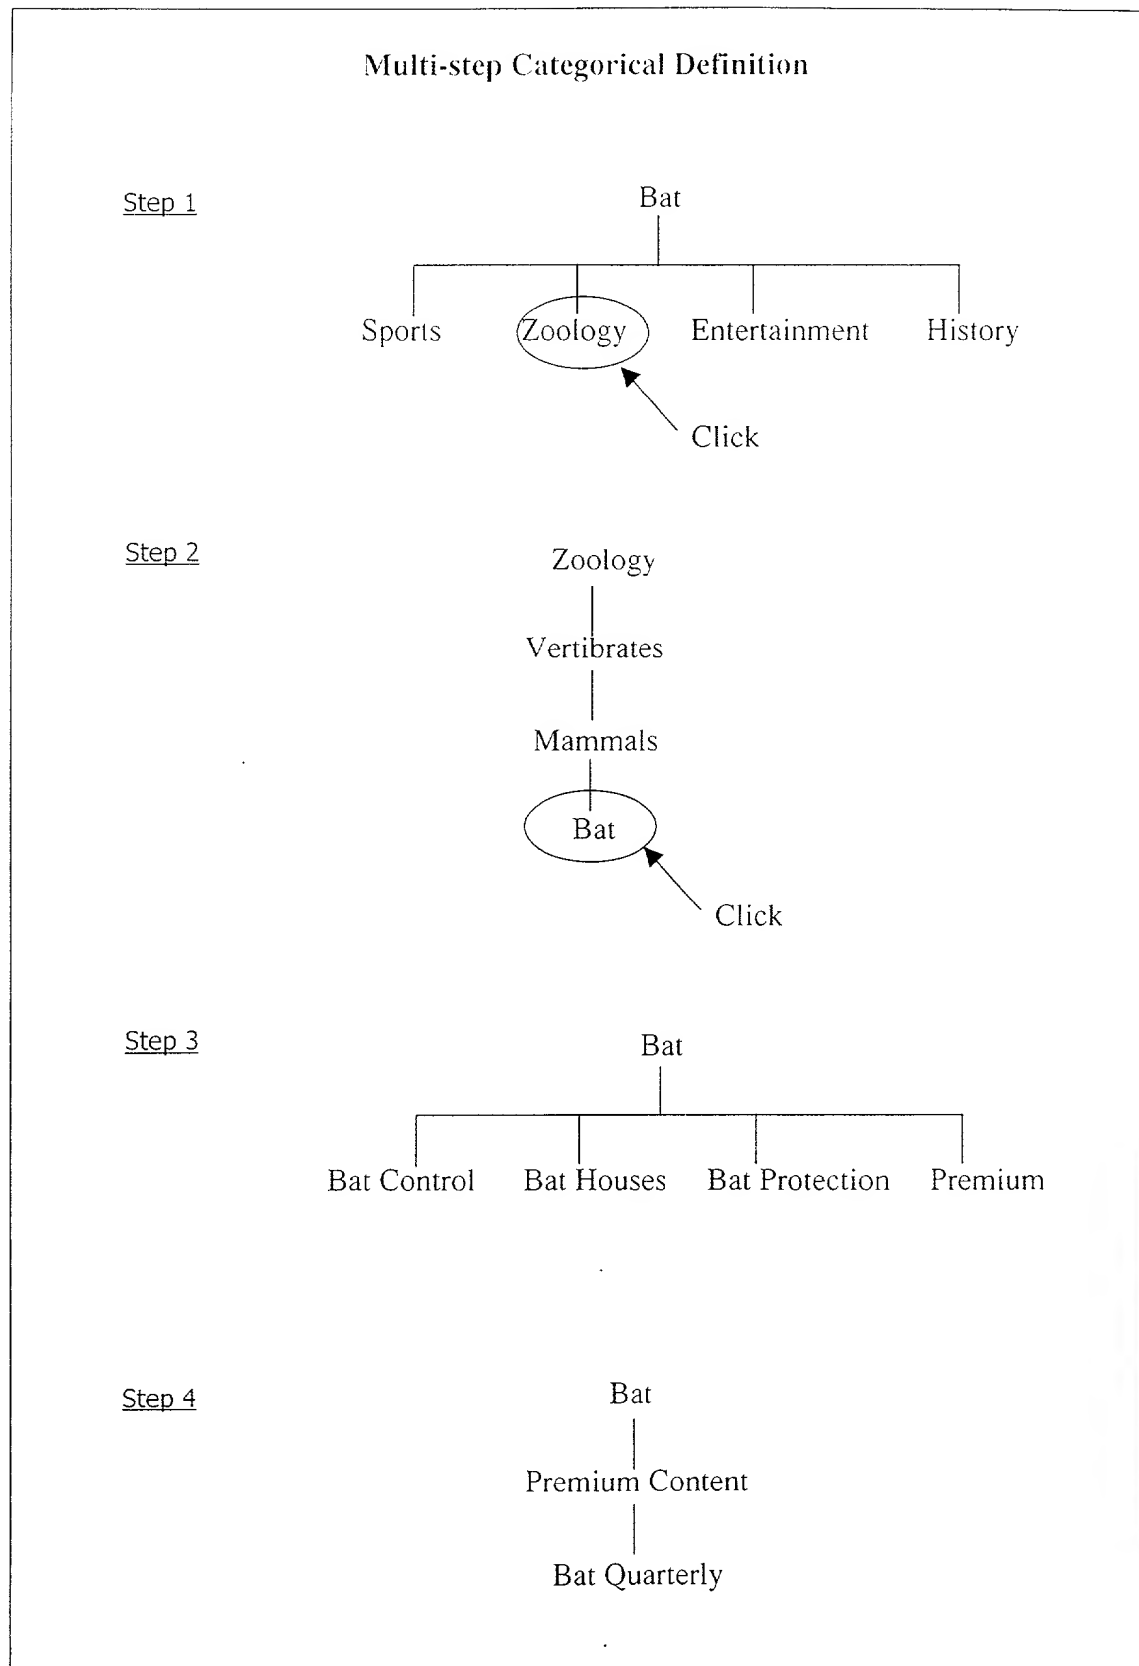 Multi-step Categorical Definition
Step 1
Bat
Sports Zoology Entertainment History
Click
Step 2
Zoology
Vertibrates
Mammals
Bat
Click
Step 3
Bat
Bat Control Bat Houses Bat Protection Premium
Step 4
Bat
Premium Content
Bat Quarterly